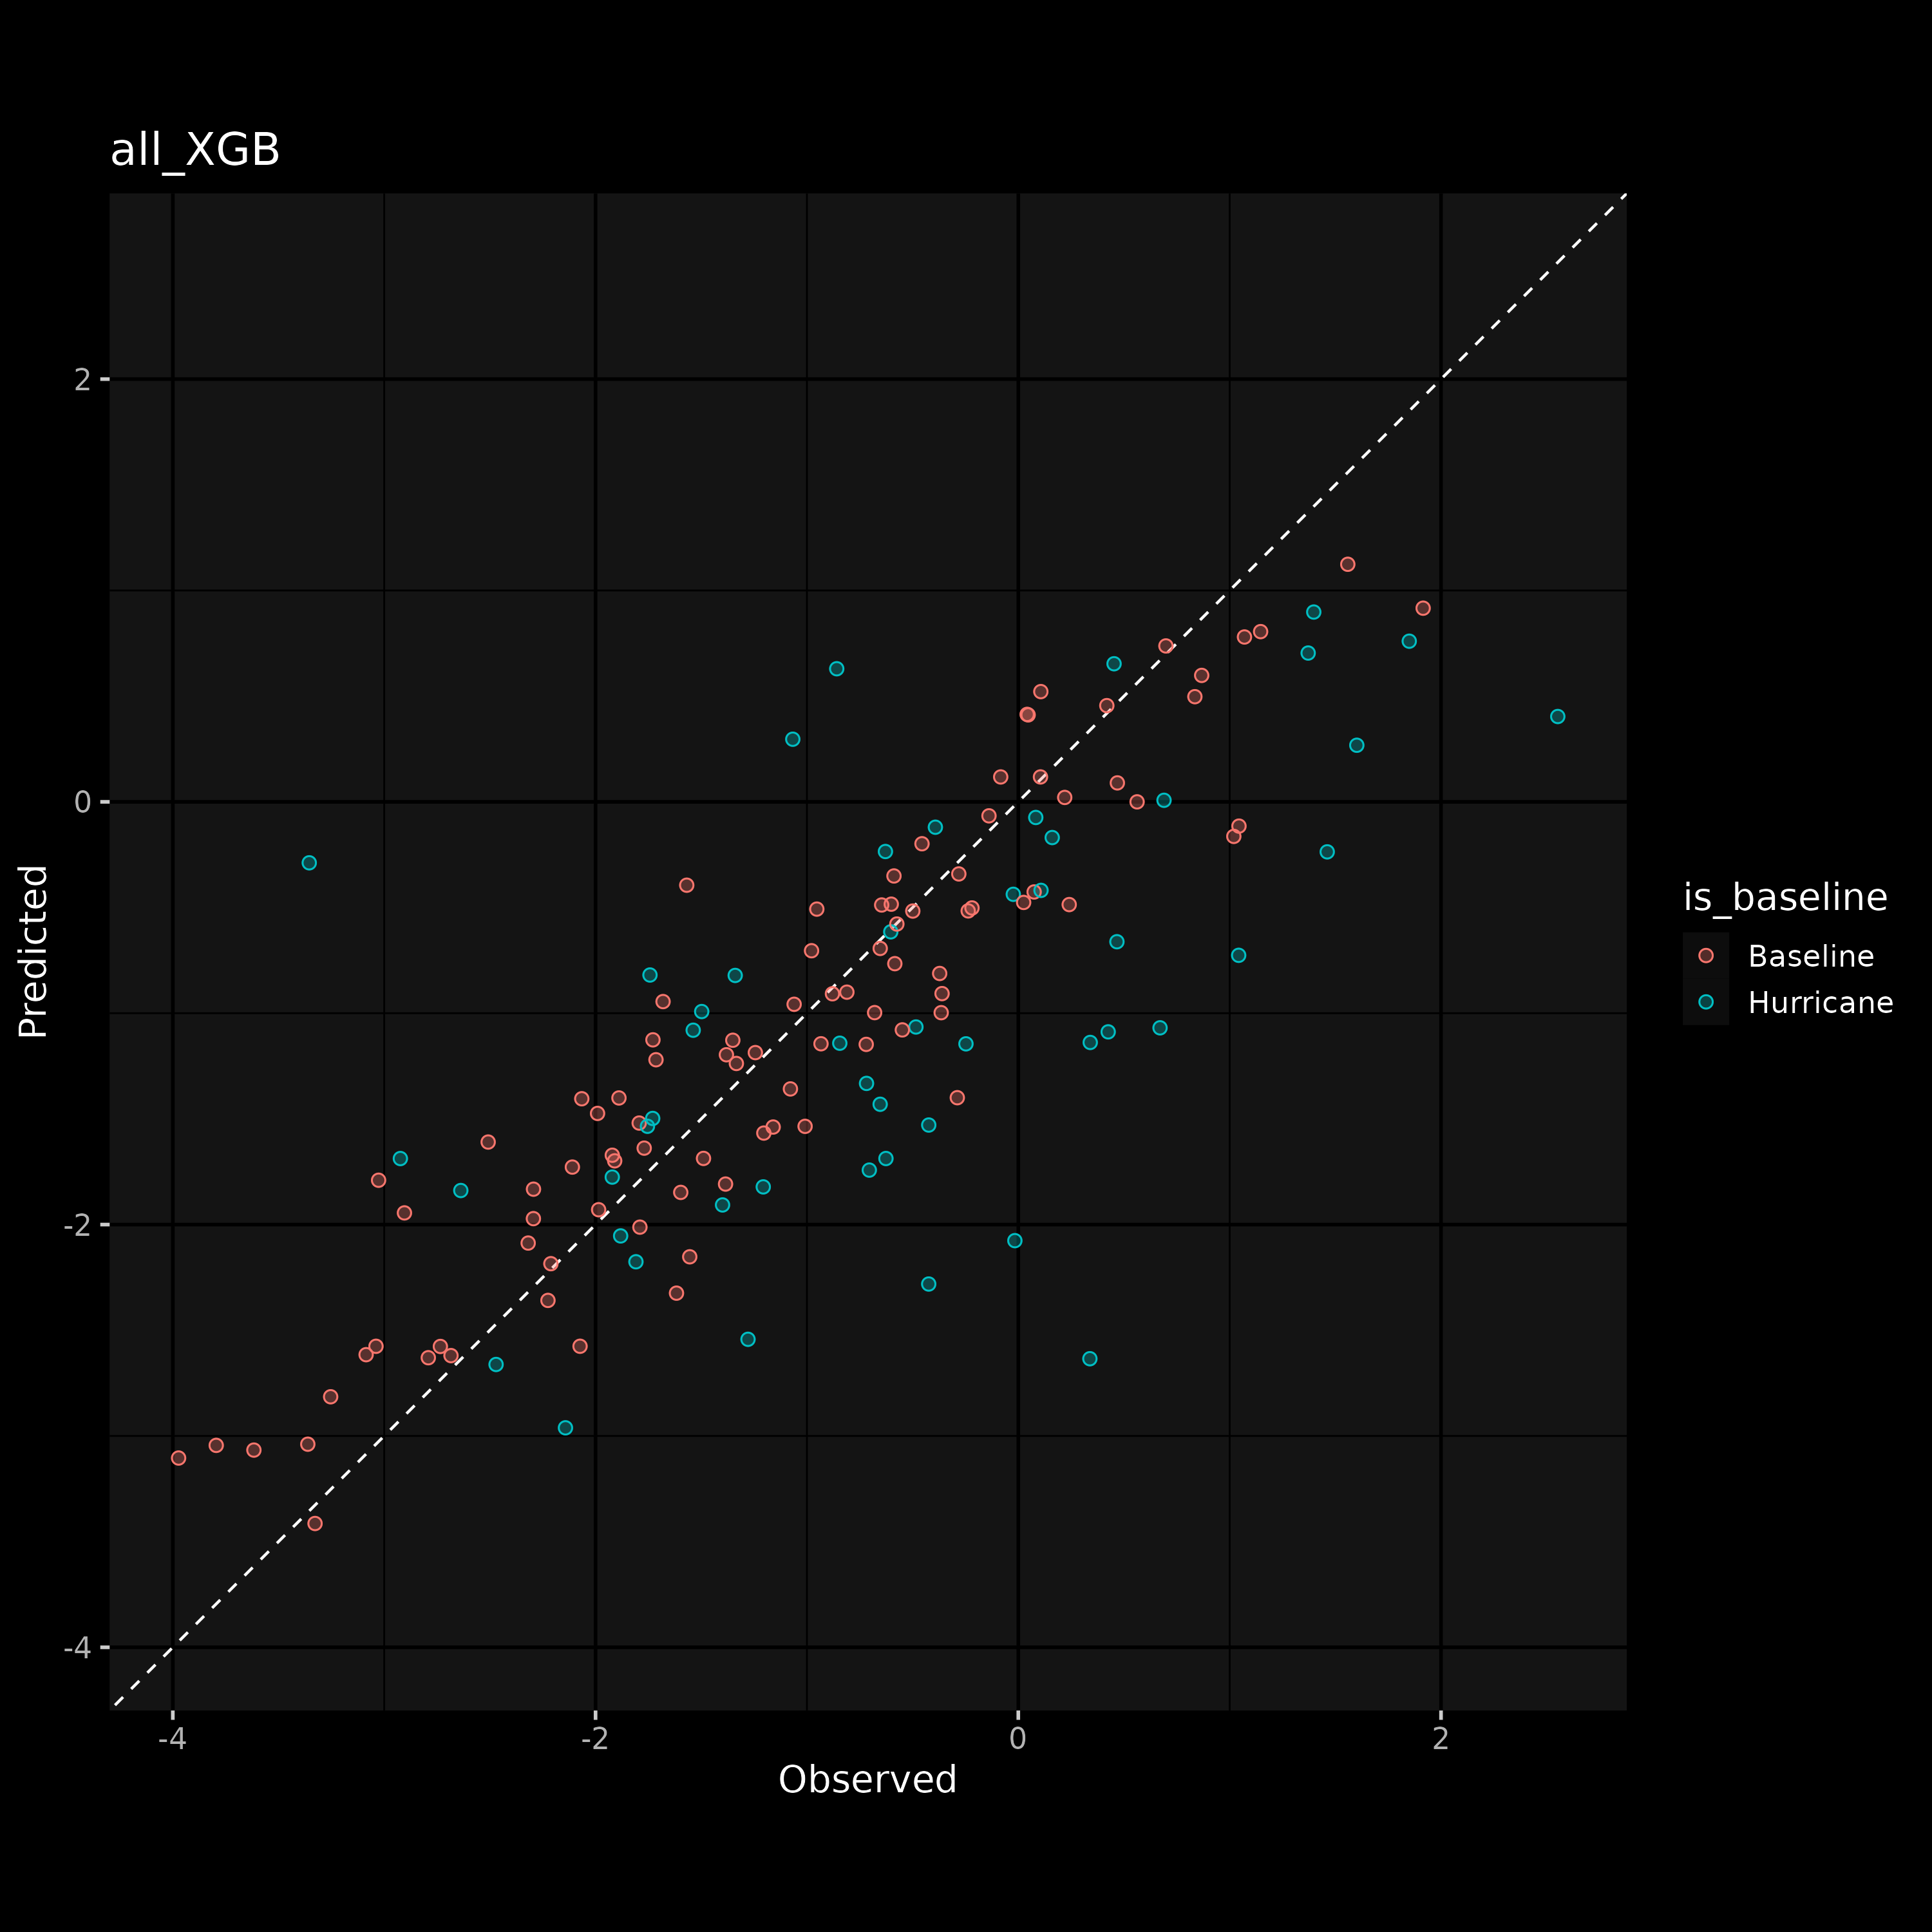 all_XGB
2
0
-2
-4
-4
-2
0
2
Observed
Predicted
is_baseline
Baseline
Hurricane